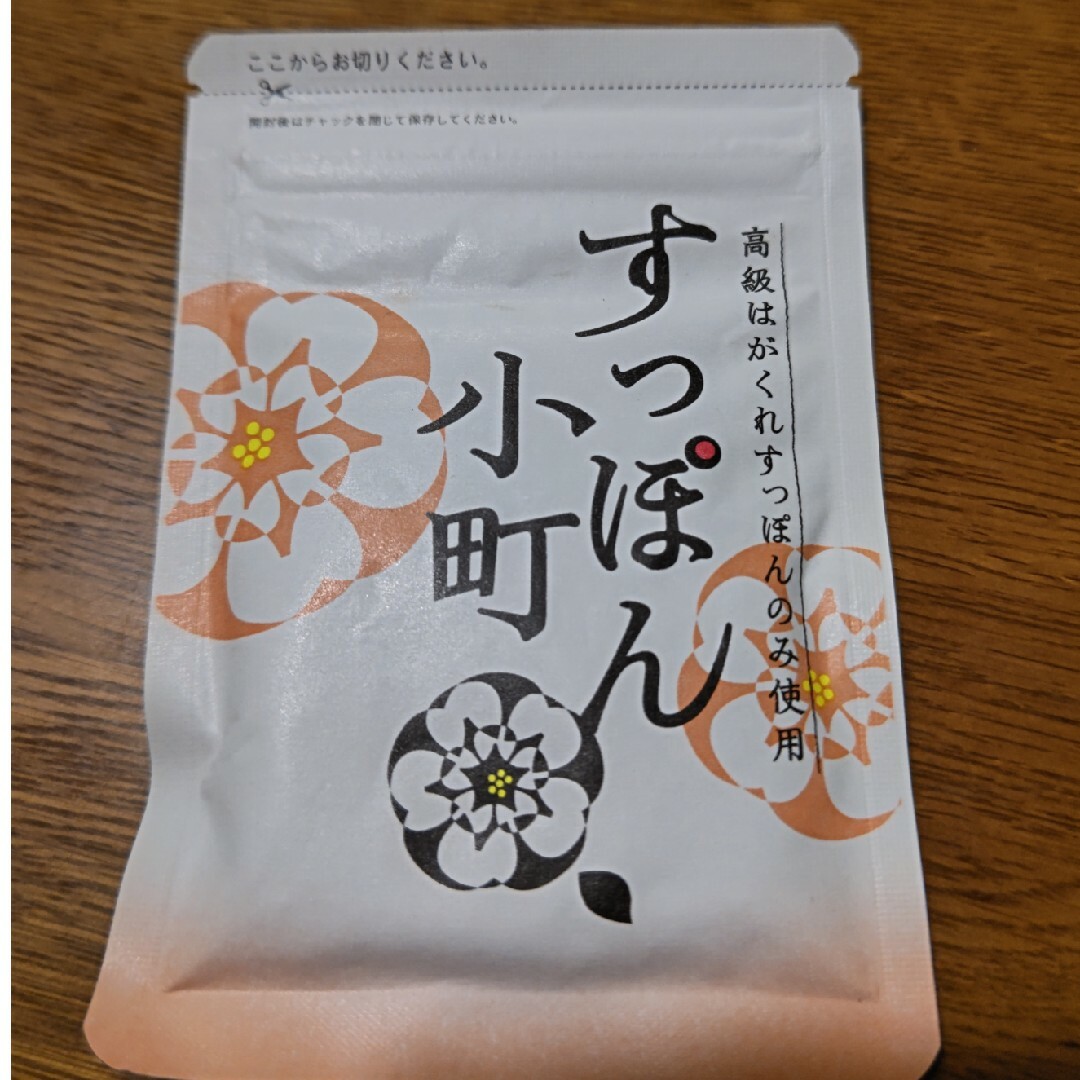 ここからお切りください。
開封後はチャックを閉じて保存してください。
高級はがくれすっぽんのみ使用
すっぽん
小町